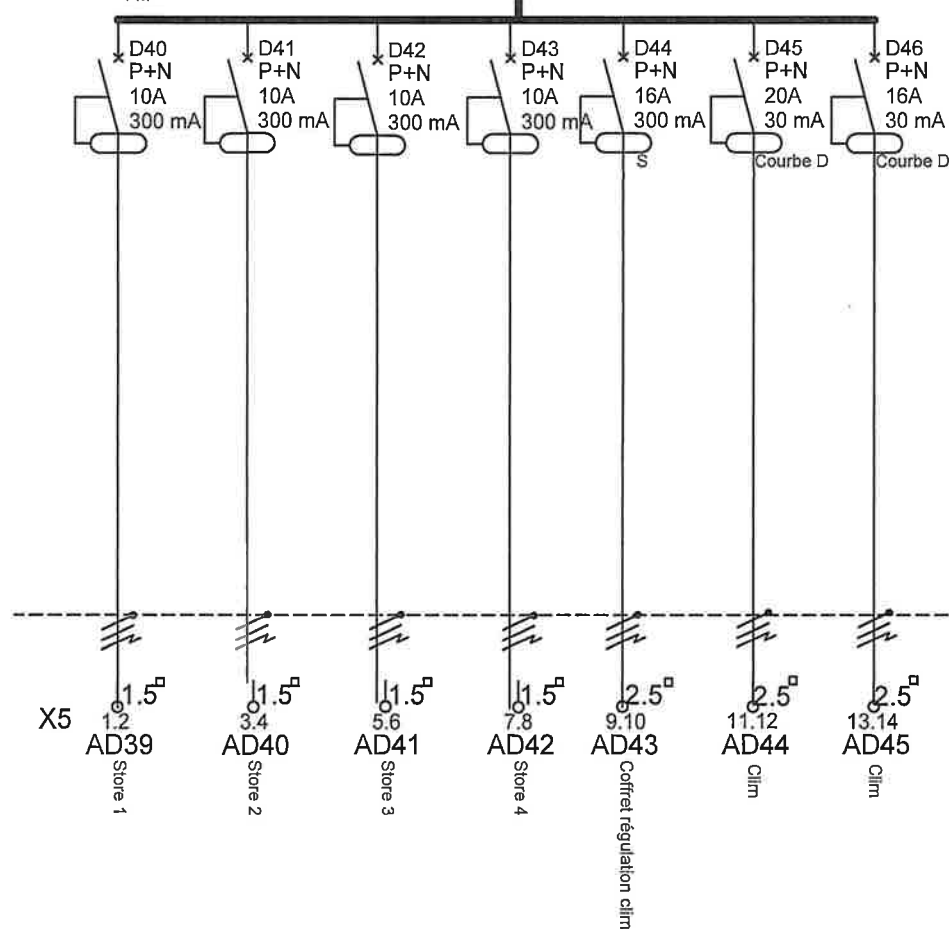 D40
P+N
10A
300 mA
D41
P+N
10A
300 mA
D42
P+N
10A
300 mA
D43
P+N
10A
300 mA
D44
P+N
16A
300 mA
S
D45
P+N
20A
30 mA
Courbe D
D46
P+N
16A
30 mA
Courbe D
X5
1.5▫
1.2
AD39
Store 1
1.5▫
3.4
AD40
Store 2
1.5▫
5.6
AD41
Store 3
1.5▫
7.8
AD42
Store 4
2.5▫
9.10
AD43
Coffret régulation clim
2.5▫
11.12
AD44
Clim
2.5▫
13.14
AD45
Clim